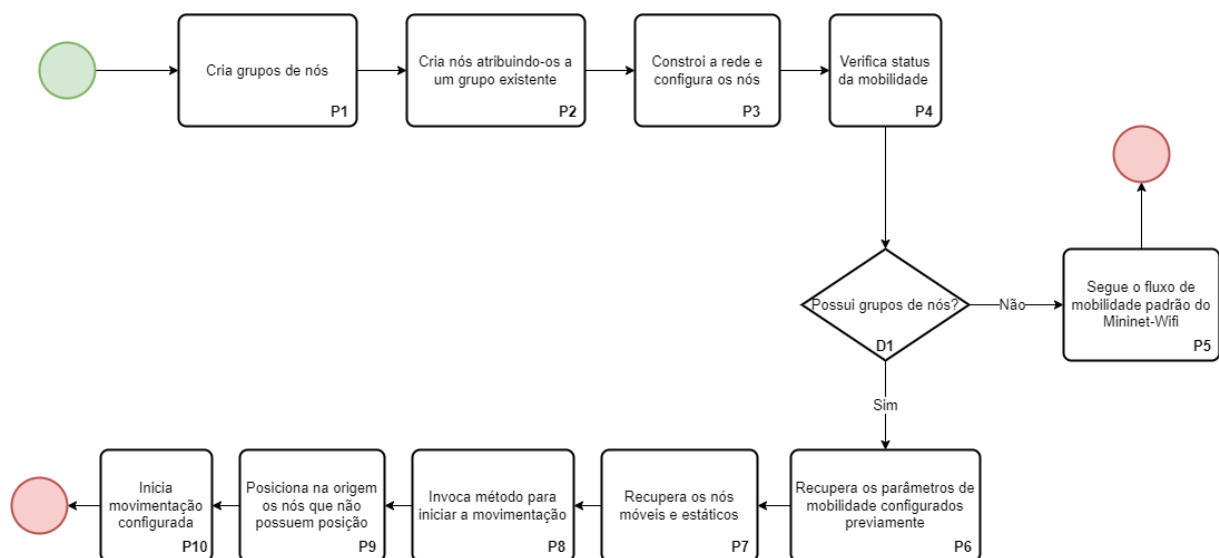 Cria grupos de nós
P1
Cria nós atribuindo-os a
um grupo existente
P2
Constroi a rede e
configura os nós
P3
Verifica status
da mobilidade
P4
Possui grupos de nós?
D1
Não
Segue o fluxo de
mobilidade padrão do
Mininet-Wifi
P5
Sim
Recupera os parâmetros de
mobilidade configurados
previamente
P6
Recupera os nós
móveis e estáticos
P7
Invoca método para
iniciar a movimentação
P8
Posiciona na origem
os nós que não
possuem posição
P9
Inicia
movimentação
configurada
P10